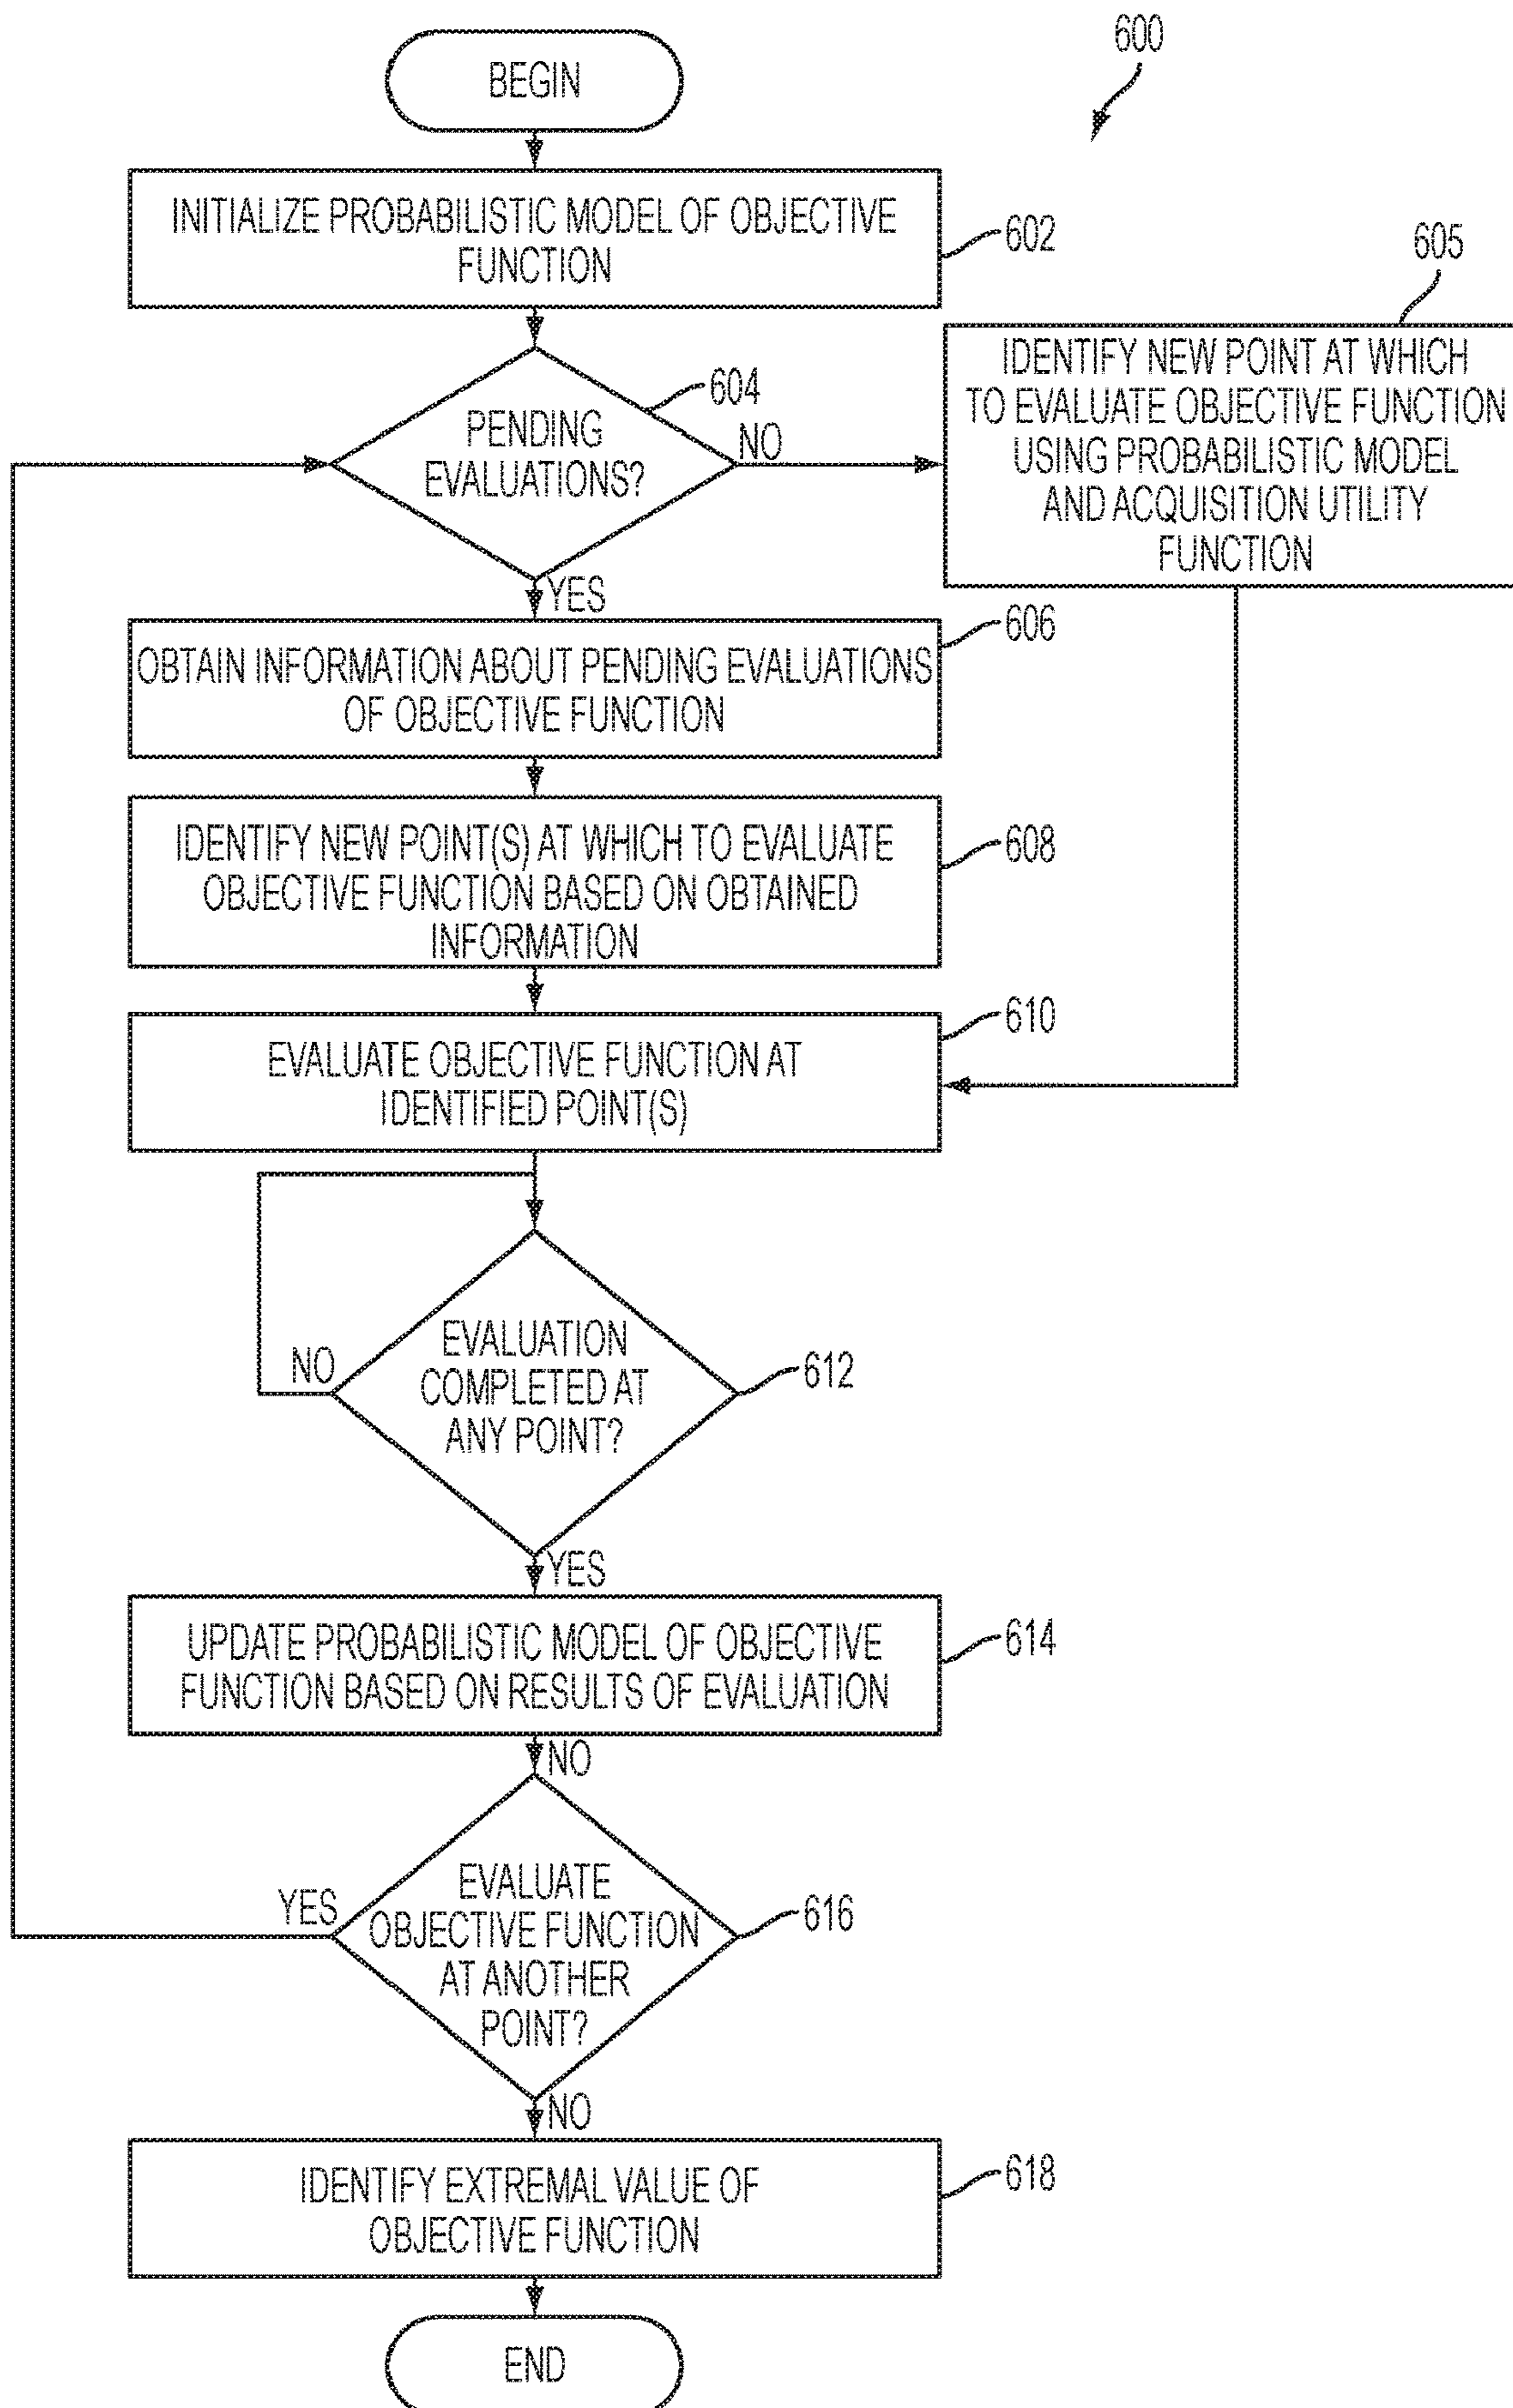 600
BEGIN
INITIALIZE PROBABILISTIC MODEL OF OBJECTIVE
FUNCTION
602
605
IDENTIFY NEW POINT AT WHICH
TO EVALUATE OBJECTIVE FUNCTION
USING PROBABILISTIC MODEL
AND ACQUISITION UTILITY
FUNCTION
604
PENDING
EVALUATIONS?
NO
YES
606
OBTAIN INFORMATION ABOUT PENDING EVALUATIONS
OF OBJECTIVE FUNCTION
IDENTIFY NEW POINT(S) AT WHICH TO EVALUATE
OBJECTIVE FUNCTION BASED ON OBTAINED
INFORMATION
608
610
EVALUATE OBJECTIVE FUNCTION AT
IDENTIFIED POINT(S)
EVALUATION
COMPLETED AT
ANY POINT?
NO
612
YES
UPDATE PROBABILISTIC MODEL OF OBJECTIVE
FUNCTION BASED ON RESULTS OF EVALUATION
614
NO
EVALUATE
OBJECTIVE FUNCTION
AT ANOTHER
POINT?
YES
616
NO
IDENTIFY EXTREMAL VALUE OF
OBJECTIVE FUNCTION
618
END